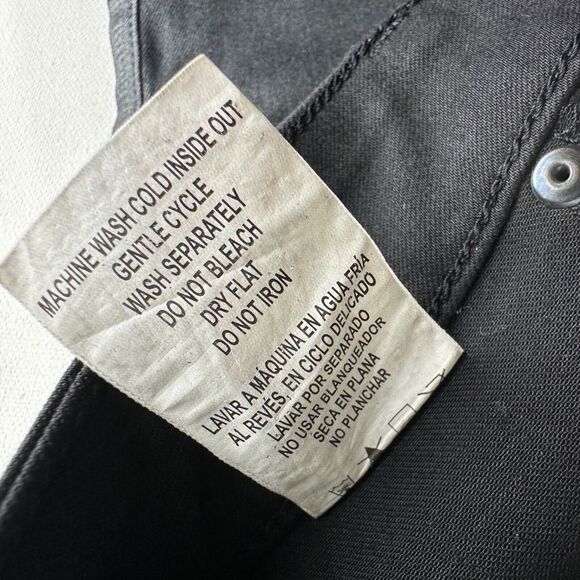 MACHINE WASH COLD INSIDE OUT
GENTLE CYCLE
WASH SEPARATELY
DO NOT BLEACH
DRY FLAT
DO NOT IRON
LAVAR A MÁQUINA EN AGUA FRÍA
AL REVES, EN CICLO DELICADO
LAVAR POR SEPARADO
NO USAR BLANQUEADOR
SECA EN PLANA
NO PLANCHAR